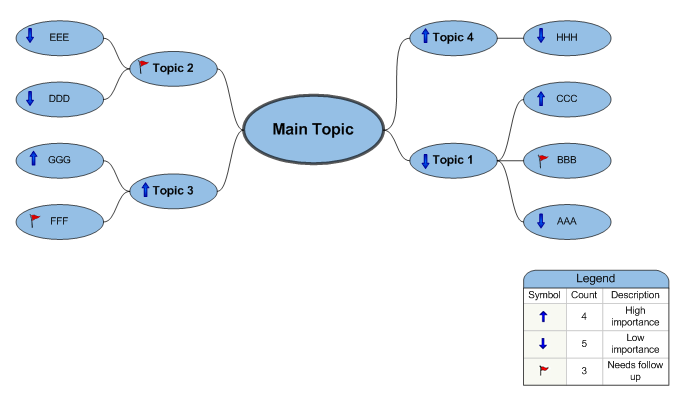 EEE
Topic 2
DDD
GGG
Topic 3
FFF
Main Topic
Topic 4
HHH
CCC
Topic 1
BBB
AAA
Legend
Symbol Count Description
4 High
importance
5 Low
importance
3 Needs follow
up